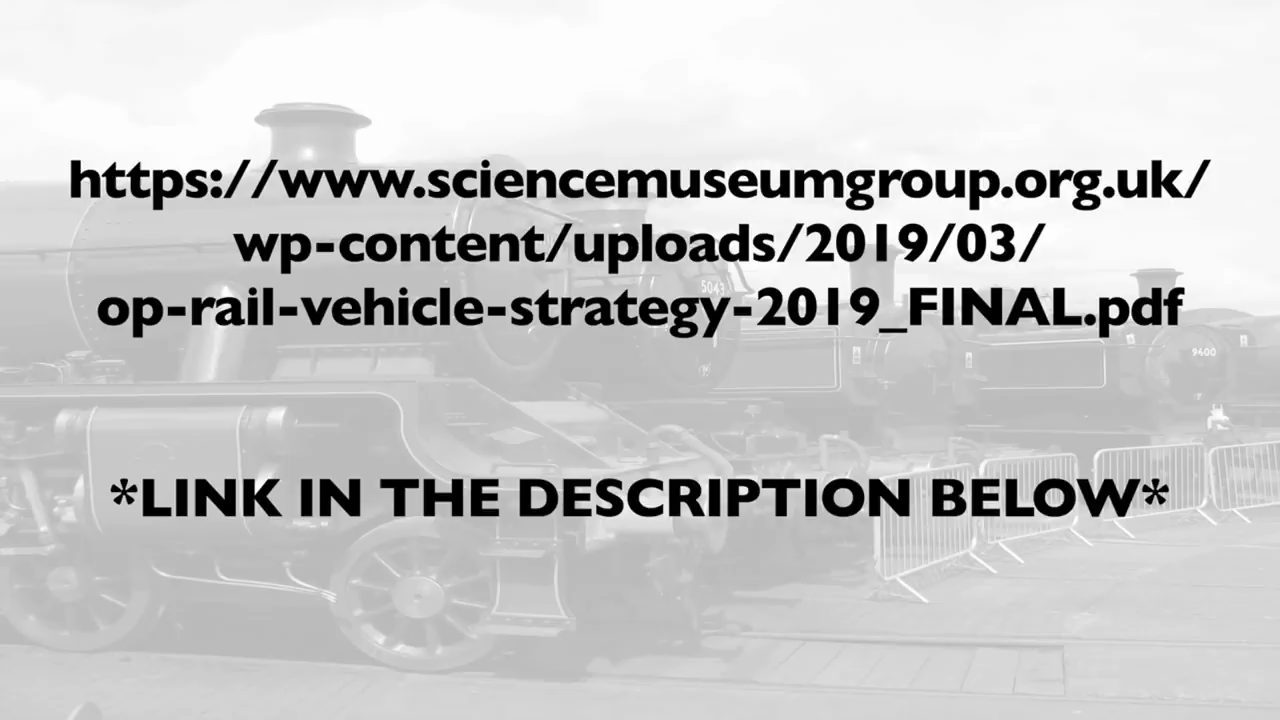 https://www.sciencemuseumgroup.org.uk/
wp-content/uploads/2019/03/
op-rail-vehicle-strategy-2019_FINAL.pdf
5043
9400
*LINK IN THE DESCRIPTION BELOW*